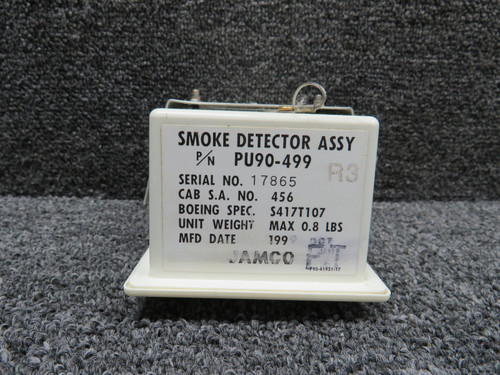 SMOKE DETECTOR ASSY
P/N PU90-499
R3
SERIAL NO. 17865
CAB S.A. NO. 456
BOEING SPEC. S417T107
UNIT WEIGHT MAX 0.8 LBS
MFD DATE 199
JAMCO